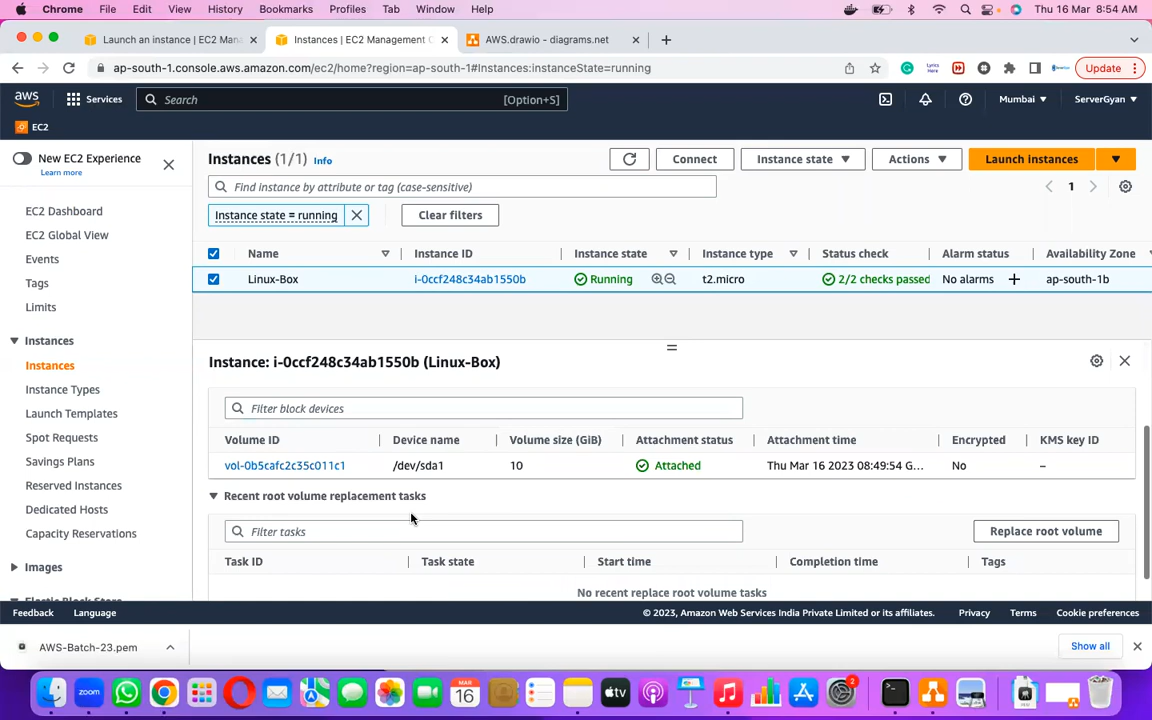 Chrome File Edit View History Bookmarks Profiles Tab Window Help Thu 16 Mar 8:54 AM
Launch an instance | EC2 Mana Instances | EC2 Management C AWS.drawio - diagrams.net
ap-south-1.console.aws.amazon.com/ec2/home?region=ap-south-1#Instances:instanceState=running Update
aws Services Search [Option+S] Mumbai ServerGyan
EC2
New EC2 Experience
Learn more
Instances (1/1) Info Connect Instance state Actions Launch instances
Find instance by attribute or tag (case-sensitive) 1
Instance state = running Clear filters
EC2 Dashboard
EC2 Global View
Events
Tags
Limits
Instances
Instances
Instance Types
Launch Templates
Spot Requests
Savings Plans
Reserved Instances
Dedicated Hosts
Capacity Reservations
Images
Elastic Block Store
Name Instance ID Instance state Instance type Status check Alarm status Availability Zone
Linux-Box i-0ccf248c34ab1550b Running t2.micro 2/2 checks passed No alarms + ap-south-1b
Instance: i-0ccf248c34ab1550b (Linux-Box)
Filter block devices
Volume ID Device name Volume size (GiB) Attachment status Attachment time Encrypted KMS key ID
vol-0b5cafc2c35c011c1 /dev/sda1 10 Attached Thu Mar 16 2023 08:49:54 G... No –
Recent root volume replacement tasks
Filter tasks Replace root volume
Task ID Task state Start time Completion time Tags
No recent replace root volume tasks
Feedback Language © 2023, Amazon Web Services India Private Limited or its affiliates. Privacy Terms Cookie preferences
AWS-Batch-23.pem Show all
zoom MAR 16 tv 2